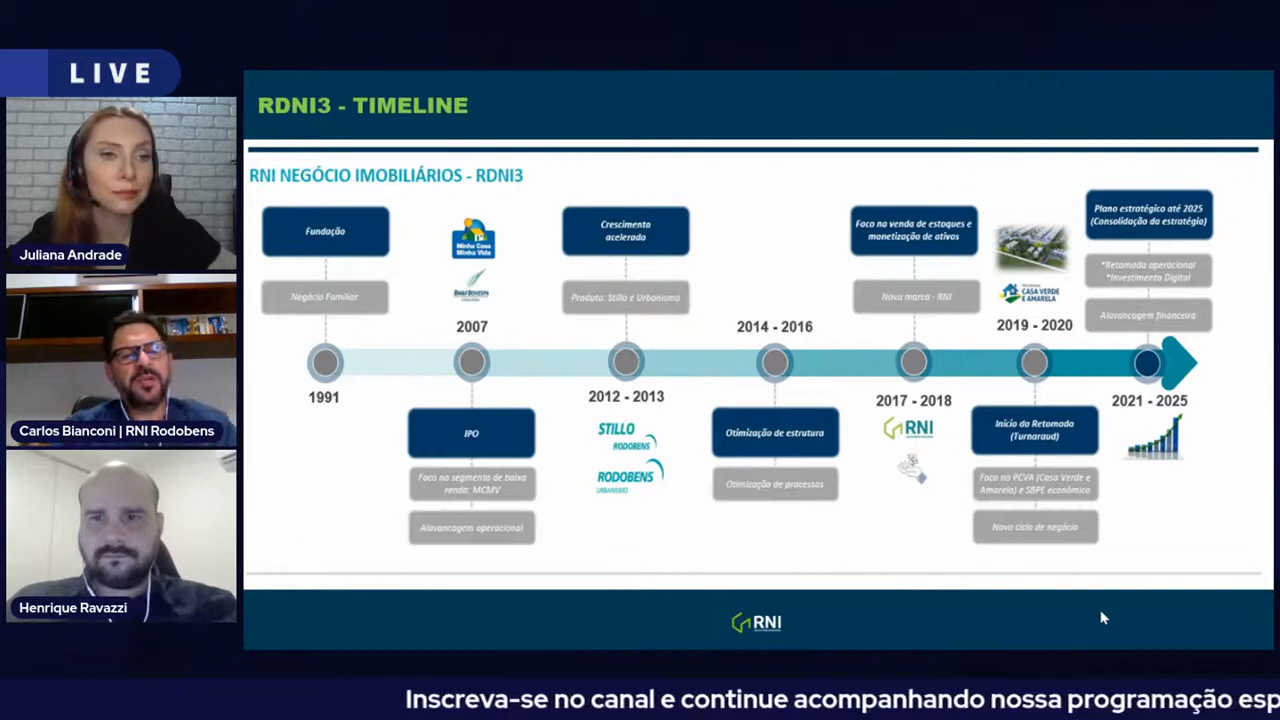 LIVE
Juliana Andrade
Carlos Bianconi | RNI Rodobens
Henrique Ravazzi
RDNI3 - TIMELINE
RNI NEGÓCIO IMOBILIÁRIOS - RDNI3
Fundação
Negócio Familiar
1991
Minha Casa
Minha Vida
BM&FBOVESPA
2007
IPO
Foco no segmento de baixa
renda: MCMV
Alavancagem operacional
Crescimento
acelerado
Produto: Stillo e Urbanismo
2012 - 2013
STILLO
RODOBENS
RODOBENS
URBANISMO
2014 - 2016
Otimização de estrutura
Otimização de processos
Foco na venda de estoques e
monetização de ativos
Nova marca - RNI
2017 - 2018
RNI
CASA VERDE
E AMARELA
2019 - 2020
Início da Retomada
(Turnaraud)
Foco no PCVA (Casa Verde e
Amarela) e SBPE econômico
Novo ciclo de negócio
Plano estratégico até 2025
(Consolidação da estratégia)
*Retomada operacional
*Investimento Digital
Alavancagem financeira
2021 - 2025
RNI
Inscreva-se no canal e continue acompanhando nossa programação esp